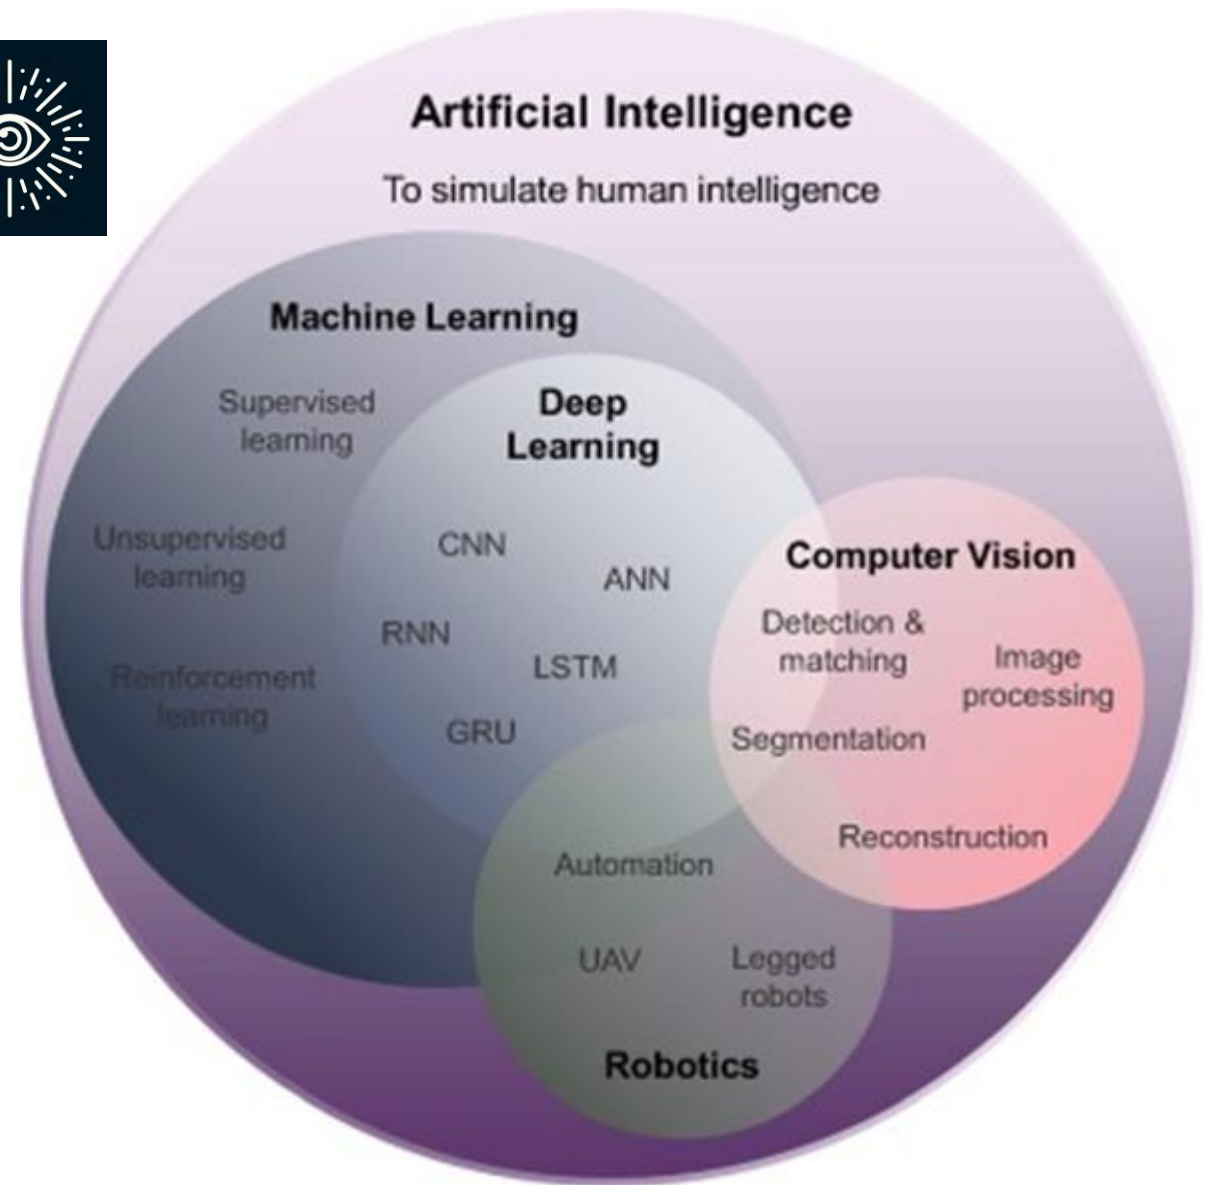 Artificial Intelligence
To simulate human intelligence
Machine Learning
Supervised
learning
Unsupervised
learning
Reinforcement
learning
Deep
Learning
CNN
ANN
RNN
LSTM
GRU
Computer Vision
Detection &
matching
Image
processing
Segmentation
Reconstruction
Automation
UAV
Legged
robots
Robotics